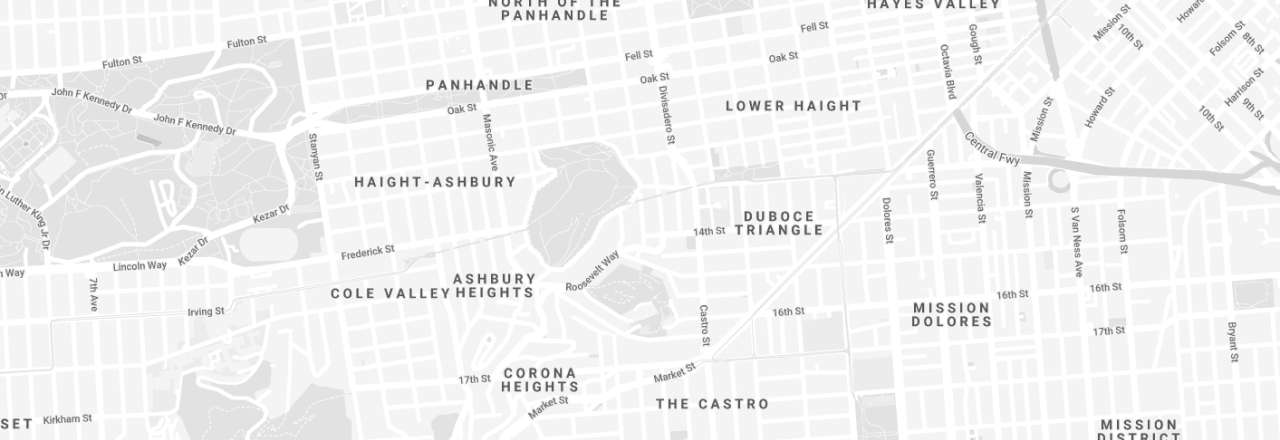 NORTH OF THE
PANHANDLE
HAYES VALLEY
Mission St
10th St
Howard
Folsom St
8th St
Gough St
Fulton St
Fell St
Fell St
Fulton St
Oak St
Octavia Blvd
Harrison St
9th St
PANHANDLE
Oak St
John F Kennedy Dr
Divisadero St
LOWER HAIGHT
Howard St
Oak St
Mission St
10th St
John F Kennedy Dr
Masonic Ave
Stanyan St
Central Fwy
HAIGHT-ASHBURY
Guerrero St
Valencia St
Mission St
n Luther King Jr Dr
Kezar Dr
DUBOCE
TRIANGLE
14th St
Dolores St
S Van Ness Ave
Folsom St
Kezar Dr
Frederick St
Lincoln Way
n Way
Roosevelt Way
7th Ave
ASHBURY
HEIGHTS
COLE VALLEY
16th St
16th St
Irving St
16th St
MISSION
DOLORES
Castro St
17th St
Bryant St
17th St
CORONA
HEIGHTS
Market St
Market St
THE CASTRO
SET
Kirkham St
MISSION
DISTRICT